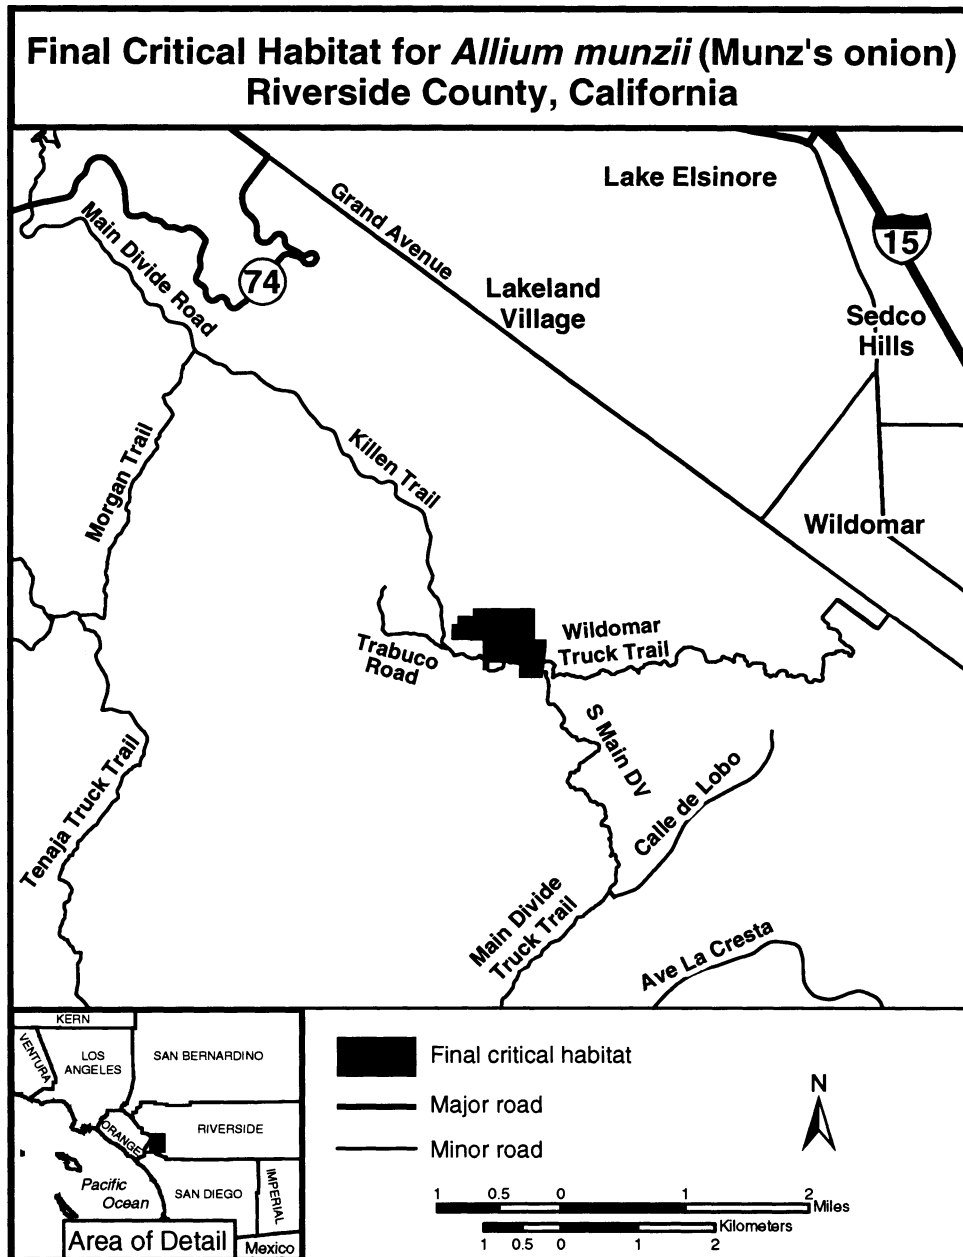 Final Critical Habitat for Allium munzii (Munz's onion)
Riverside County, California
Lake Elsinore
Grand Avenue
Main Divide Road
15
74
Lakeland
Village
Sedco
Hills
Killen Trail
Morgan Trail
Wildomar
Wildomar
Truck Trail
Trabuco
Road
S Main DV
Tenaja Truck Trail
Calle de Lobo
Main Divide
Truck Trail
Ave La Cresta
KERN
VENTURA
LOS
ANGELES
SAN BERNARDINO
ORANGE
RIVERSIDE
Pacific
Ocean
SAN DIEGO
IMPERIAL
Area of Detail
Mexico
Final critical habitat
Major road
Minor road
N
1 0.5 0 1 2
Miles
Kilometers
1 0.5 0 1 2